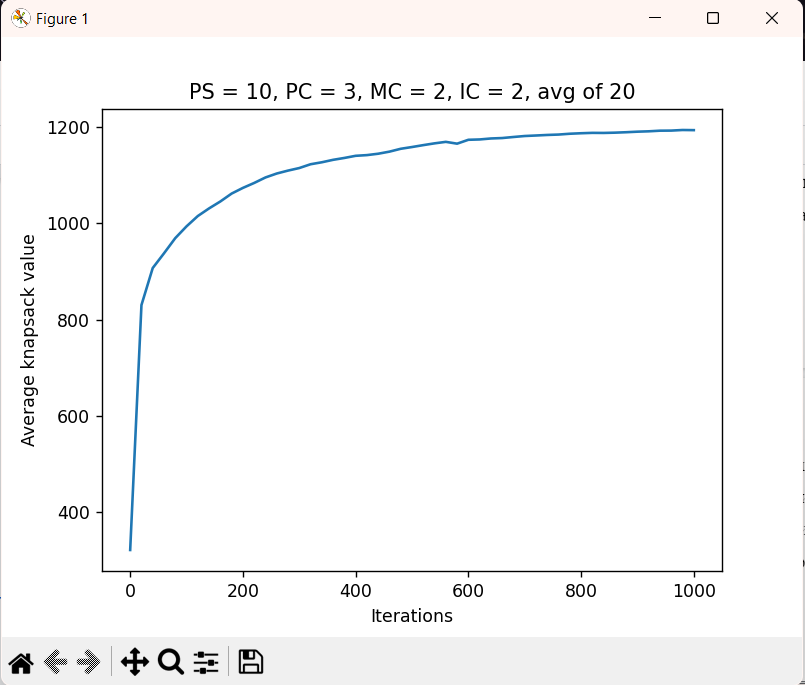 Figure 1
PS = 10, PC = 3, MC = 2, IC = 2, avg of 20
1200
1000
800
600
400
Average knapsack value
0 200 400 600 800 1000
Iterations